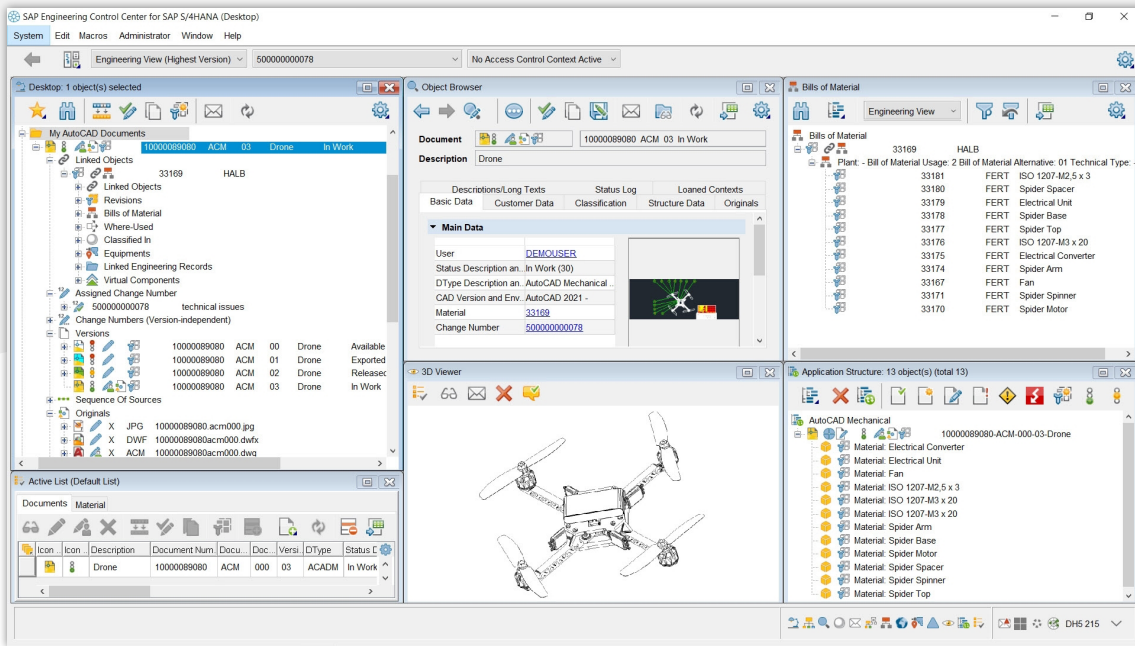 SAP Engineering Control Center for SAP S/4HANA (Desktop)
System Edit Macros Administrator Window Help
Engineering View (Highest Version) 500000000078 No Access Control Context Active
Desktop: 1 object(s) selected
My AutoCAD Documents
10000089080 ACM 03 Drone In Work
Linked Objects
33169 HALB
Linked Objects
Revisions
Bills of Material
Where-Used
Classified In
Equipments
Linked Engineering Records
Virtual Components
Assigned Change Number
500000000078 technical issues
Change Numbers (Version-independent)
Versions
10000089080 ACM 00 Drone Available
10000089080 ACM 01 Drone Exported
10000089080 ACM 02 Drone Released
10000089080 ACM 03 Drone In Work
Sequence Of Sources
Originals
X JPG 10000089080.acm000.jpg
X DWF 10000089080acm000.dwfx
X ACM 10000089080acm000.dwg
Active List (Default List)
Documents Material
Icon .. Icon .. Description Document Num.. Docu... Doc... Versi.. DType Status D
Drone 10000089080 ACM 000 03 ACADM In Work
Object Browser
Document 10000089080 ACM 03 In Work
Description Drone
Descriptions/Long Texts Status Log Loaned Contexts
Basic Data Customer Data Classification Structure Data Originals
Main Data
User DEMOUSER
Status Description an.. In Work (30)
DType Description an.. AutoCAD Mechanical ..
CAD Version and Env.. AutoCAD 2021 -
Material 33169
Change Number 500000000078
3D Viewer
Bills of Material
Engineering View
Bills of Material
33169 HALB
Plant: - Bill of Material Usage: 2 Bill of Material Alternative: 01 Technical Type: -
33181 FERT ISO 1207-M2,5 x 3
33180 FERT Spider Spacer
33179 FERT Electrical Unit
33178 FERT Spider Base
33177 FERT Spider Top
33176 FERT ISO 1207-M3 x 20
33175 FERT Electrical Converter
33174 FERT Spider Arm
33167 FERT Fan
33171 FERT Spider Spinner
33170 FERT Spider Motor
Application Structure: 13 object(s) (total 13)
AutoCAD Mechanical
10000089080-ACM-000-03-Drone
Material: Electrical Converter
Material: Electrical Unit
Material: Fan
Material: ISO 1207-M2,5 x 3
Material: ISO 1207-M3 x 20
Material: ISO 1207-M3 x 20
Material: Spider Arm
Material: Spider Base
Material: Spider Motor
Material: Spider Spacer
Material: Spider Spinner
Material: Spider Top
DH5 215